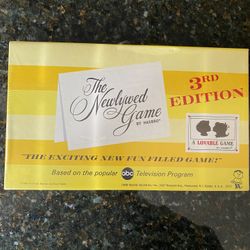 The
Newlywed
Game
BY HASBRO®
3RD
EDITION
A LOVABLE GAME
"THE EXCITING NEW FUN FILLED GAME!"
Based on the popular abc Television Program